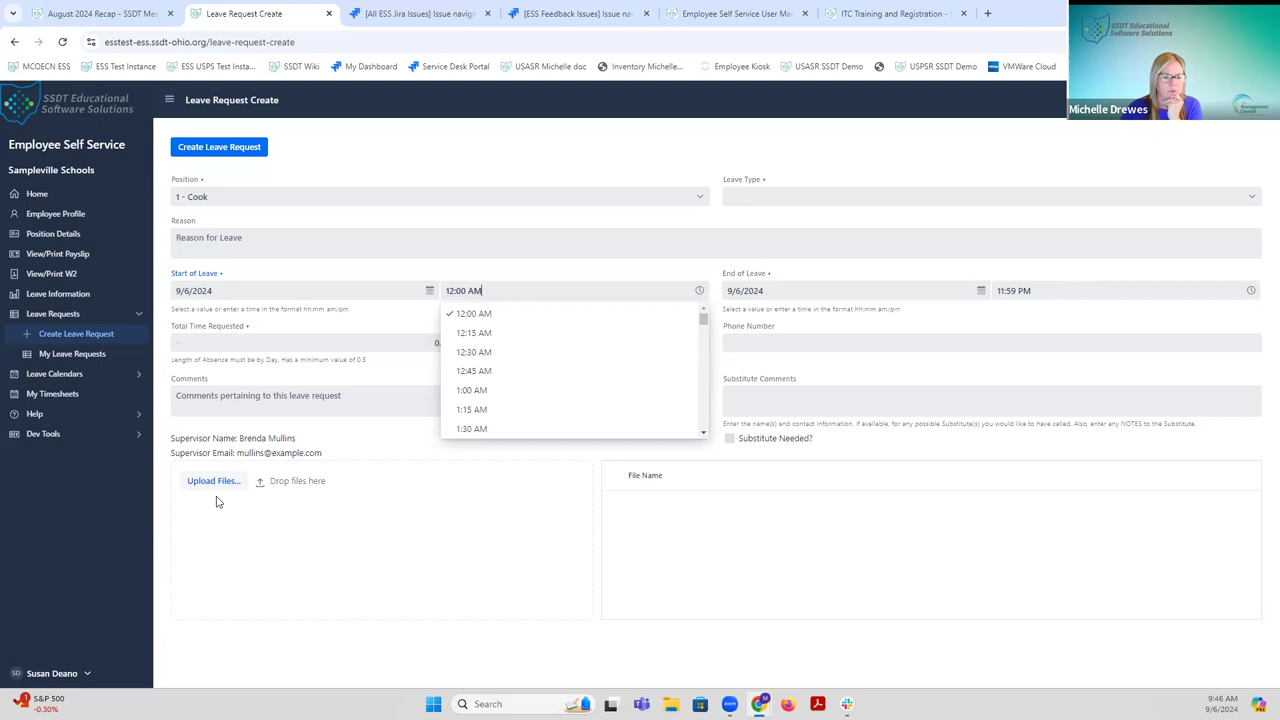 August 2024 Recap - SSDT Mee
Leave Request Create
[All ESS Jira Issues] Issue navig
[ESS Feedback Issues] Issue nav
Employee Self Service User Man
ITC Training and Registration -
esstest-ess.ssdt-ohio.org/leave-request-create
MCOECN ESS
ESS Test Instance
ESS USPS Test Insta...
SSDT Wiki
My Dashboard
Service Desk Portal
USASR Michelle doc
Inventory Michelle...
Employee Kiosk
USASR SSDT Demo
USPSR SSDT Demo
VMWare Cloud
SSDT Educational
Software Solutions
Michelle Drewes
Management
Council
SSDT Educational
Software Solutions
Leave Request Create
Employee Self Service
Sampleville Schools
Home
Employee Profile
Position Details
View/Print Payslip
View/Print W2
Leave Information
Leave Requests
Create Leave Request
My Leave Requests
Leave Calendars
My Timesheets
Help
Dev Tools
SD Susan Deano
Create Leave Request
Position •
1 - Cook
Leave Type •
Reason
Reason for Leave
Start of Leave •
9/6/2024
12:00 AM
End of Leave •
9/6/2024
11:59 PM
Select a value or enter a time in the format hh:mm am/pm
Select a value or enter a time in the format hh:mm am/pm
12:00 AM
12:15 AM
12:30 AM
12:45 AM
1:00 AM
1:15 AM
1:30 AM
Total Time Requested •
0.
Length of Absence must be by Day. Has a minimum value of 0.5
Phone Number
Comments
Comments pertaining to this leave request
Substitute Comments
Enter the name(s) and contact information, if available, for any possible Substitute(s) you would like to have called. Also, enter any NOTES to the Substitute.
Supervisor Name: Brenda Mullins
Substitute Needed?
Supervisor Email: mullins@example.com
Upload Files...
Drop files here
File Name
S&P 500
-0.30%
Search
zoom
9:46 AM
9/6/2024